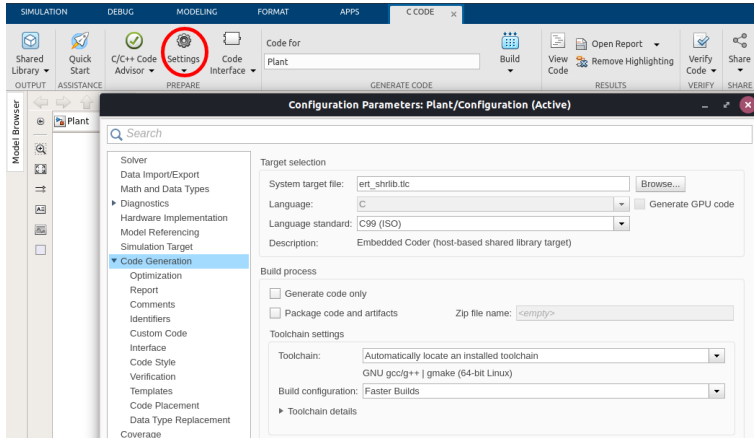 SIMULATION DEBUG MODELING FORMAT APPS C CODE
Shared Library
Quick Start
C/C++ Code Advisor
Settings
Code Interface
Code for
Plant
Build
View Code
Open Report
Remove Highlighting
Verify Code
Share
OUTPUT ASSISTANCE PREPARE GENERATE CODE RESULTS VERIFY SHARE
Model Browser
Plant
Configuration Parameters: Plant/Configuration (Active)
Search
Solver
Data Import/Export
Math and Data Types
Diagnostics
Hardware Implementation
Model Referencing
Simulation Target
Code Generation
Optimization
Report
Comments
Identifiers
Custom Code
Interface
Code Style
Verification
Templates
Code Placement
Data Type Replacement
Coverage
Target selection
System target file: ert_shrlib.tlc Browse...
Language: C Generate GPU code
Language standard: C99 (ISO)
Description: Embedded Coder (host-based shared library target)
Build process
Generate code only
Package code and artifacts Zip file name: <empty>
Toolchain settings
Toolchain: Automatically locate an installed toolchain
GNU gcc/g++ | gmake (64-bit Linux)
Build configuration: Faster Builds
Toolchain details